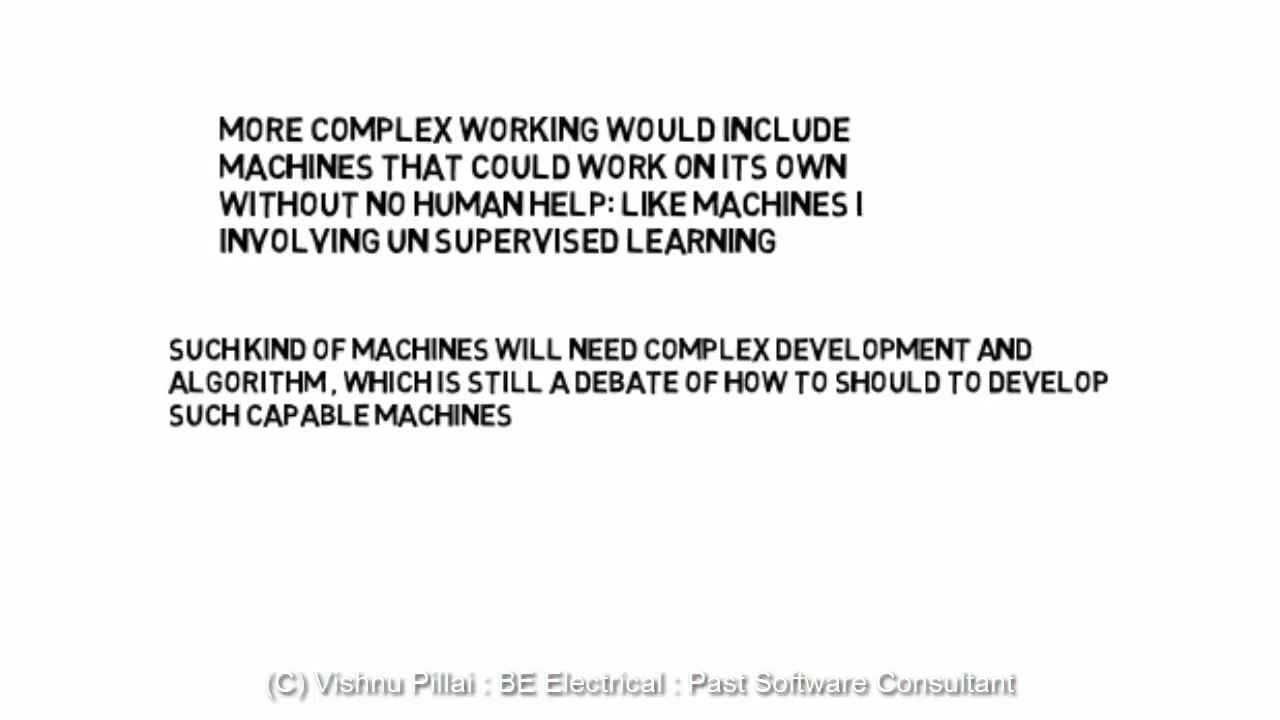 MORE COMPLEX WORKING WOULD INCLUDE
MACHINES THAT COULD WORK ON ITS OWN
WITHOUT NO HUMAN HELP: LIKE MACHINES I
INVOLVING UN SUPERVISED LEARNING
SUCH KIND OF MACHINES WILL NEED COMPLEX DEVELOPMENT AND
ALGORITHM, WHICH IS STILL A DEBATE OF HOW TO SHOULD TO DEVELOP
SUCH CAPABLE MACHINES
(C) Vishnu Pillai : BE Electrical : Past Software Consultant